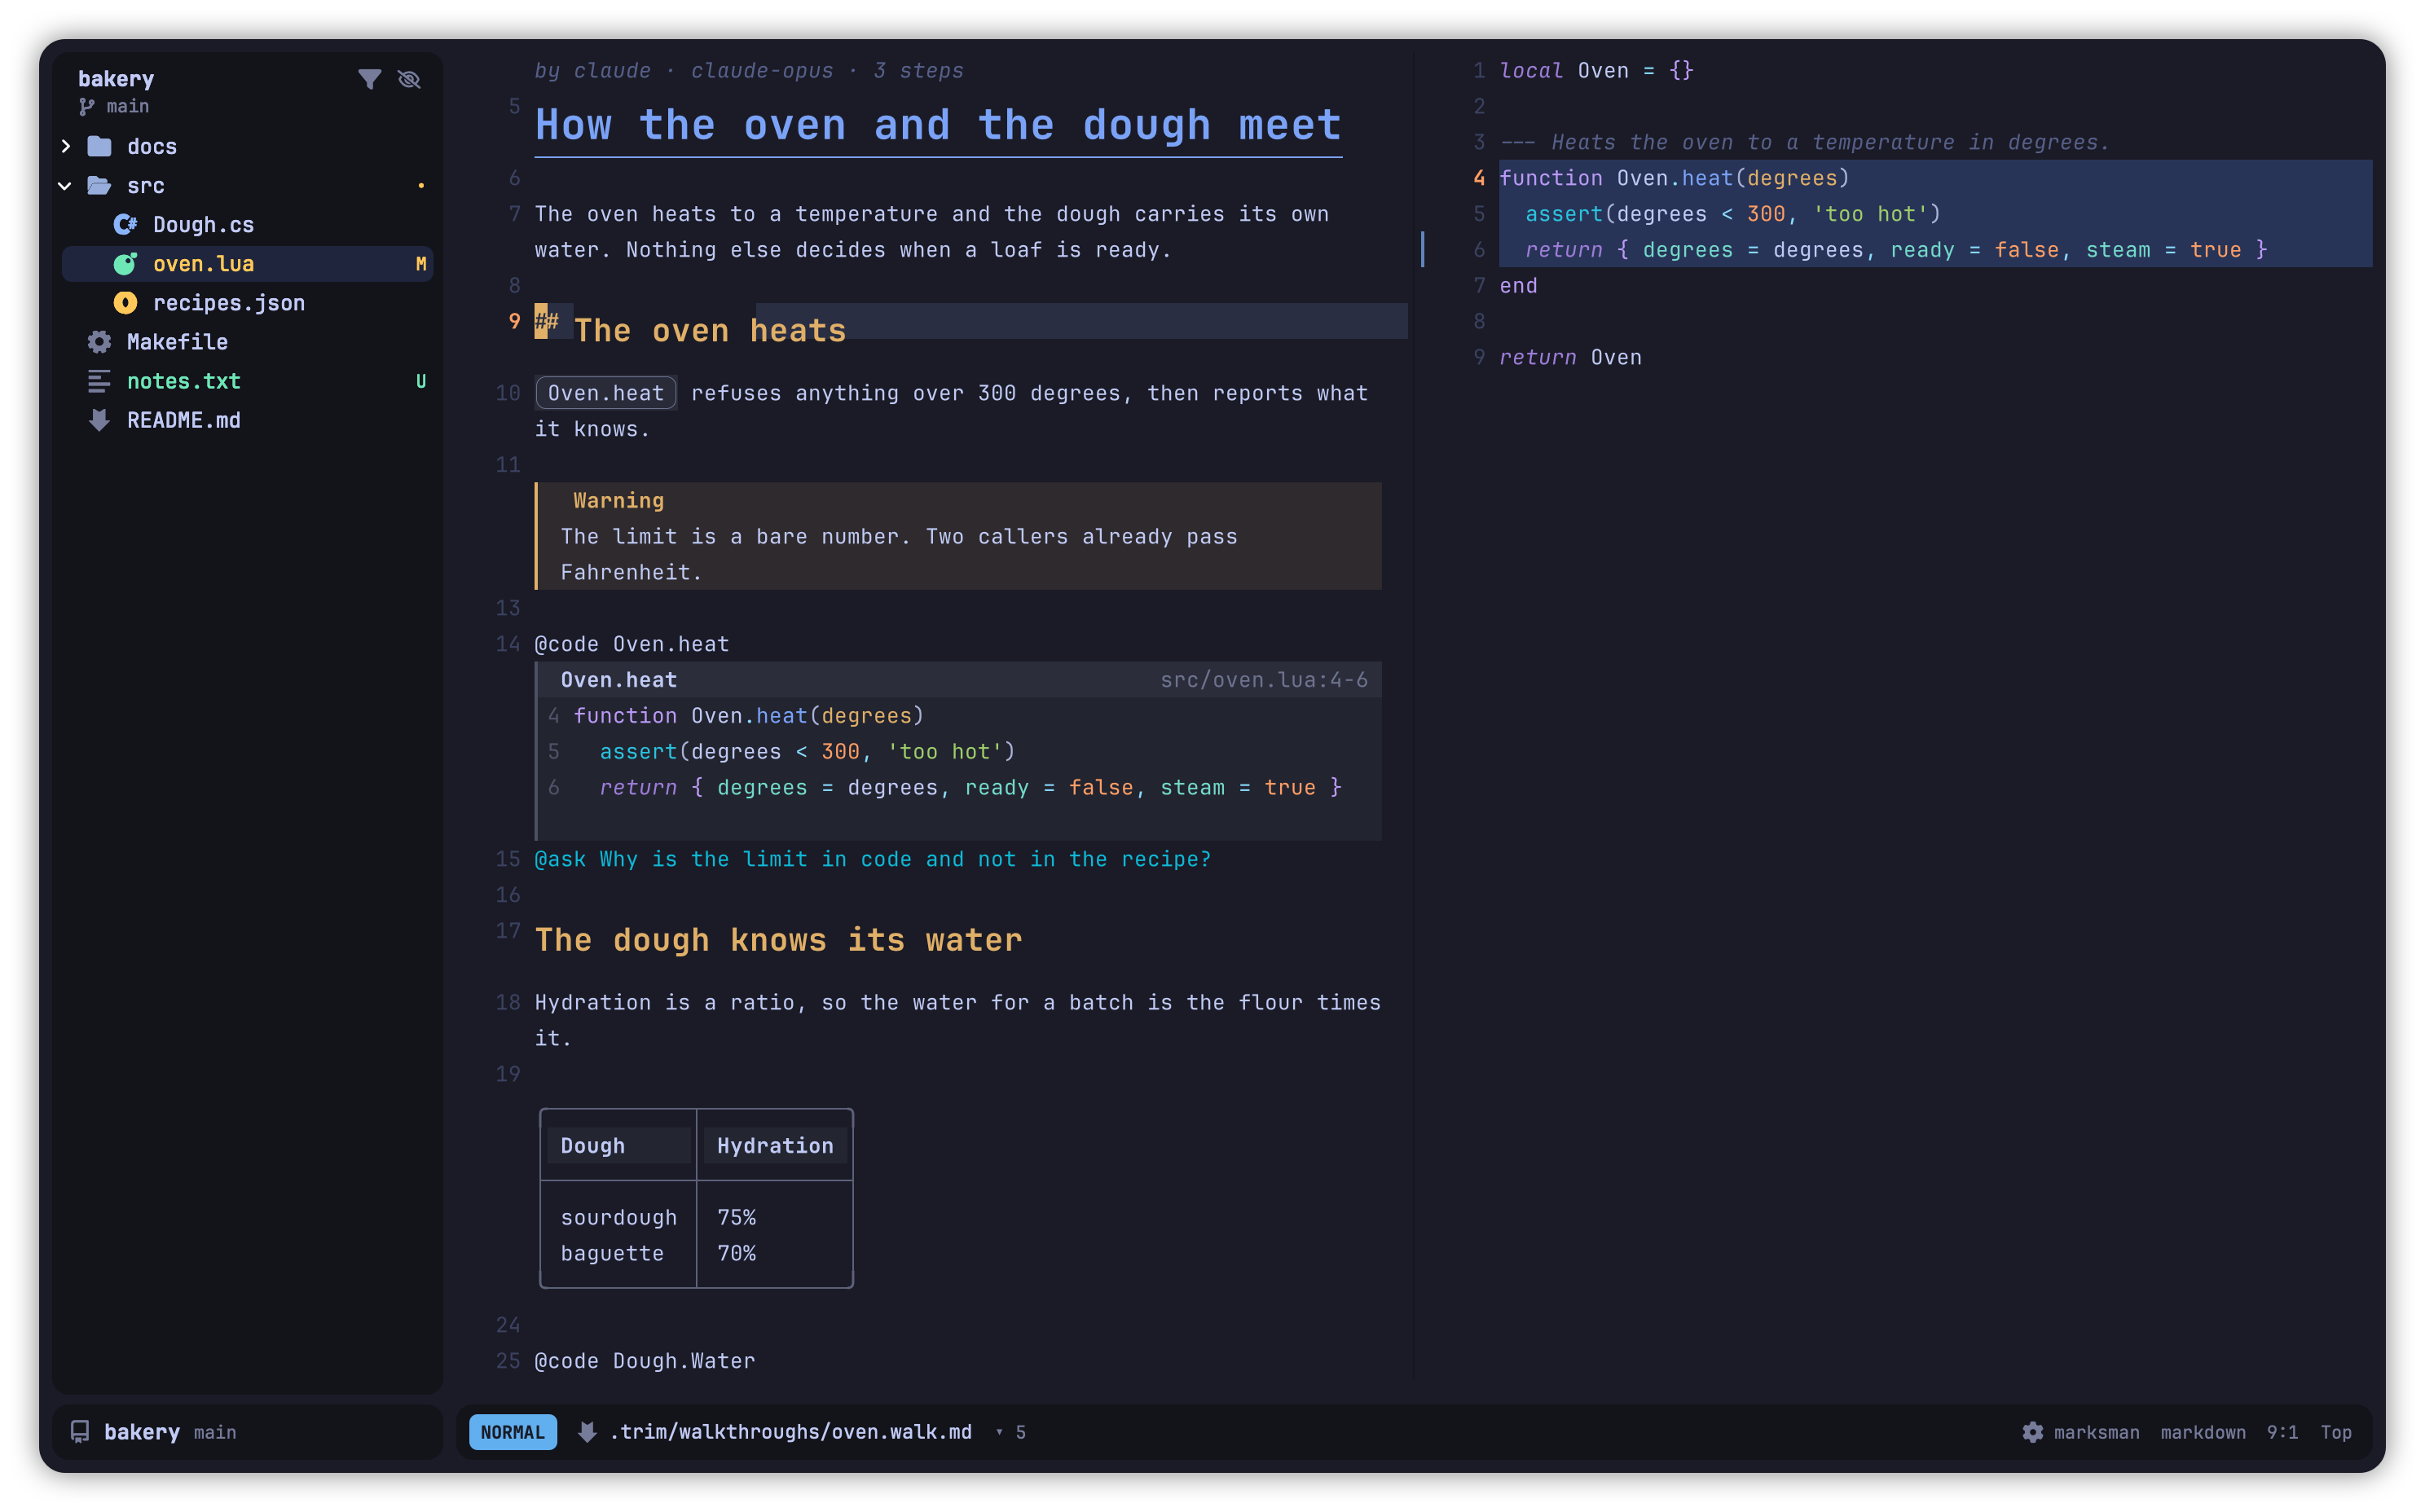 bakery
main
docs
src
Dough.cs
oven.lua M
recipes.json
Makefile
notes.txt U
README.md
by claude · claude-opus · 3 steps
5 How the oven and the dough meet
6
7 The oven heats to a temperature and the dough carries its own
water. Nothing else decides when a loaf is ready.
8
9 ## The oven heats
10 Oven.heat refuses anything over 300 degrees, then reports what
it knows.
11
Warning
The limit is a bare number. Two callers already pass
Fahrenheit.
13
14 @code Oven.heat
Oven.heat src/oven.lua:4-6
4 function Oven.heat(degrees)
5 assert(degrees < 300, 'too hot')
6 return { degrees = degrees, ready = false, steam = true }
15 @ask Why is the limit in code and not in the recipe?
16
17 The dough knows its water
18 Hydration is a ratio, so the water for a batch is the flour times
it.
19
Dough Hydration
sourdough 75%
baguette 70%
24
25 @code Dough.Water
1 local Oven = {}
2
3 --- Heats the oven to a temperature in degrees.
4 function Oven.heat(degrees)
5 assert(degrees < 300, 'too hot')
6 return { degrees = degrees, ready = false, steam = true }
7 end
8
9 return Oven
bakery main
NORMAL .trim/walkthroughs/oven.walk.md ▾ 5 marksman markdown 9:1 Top